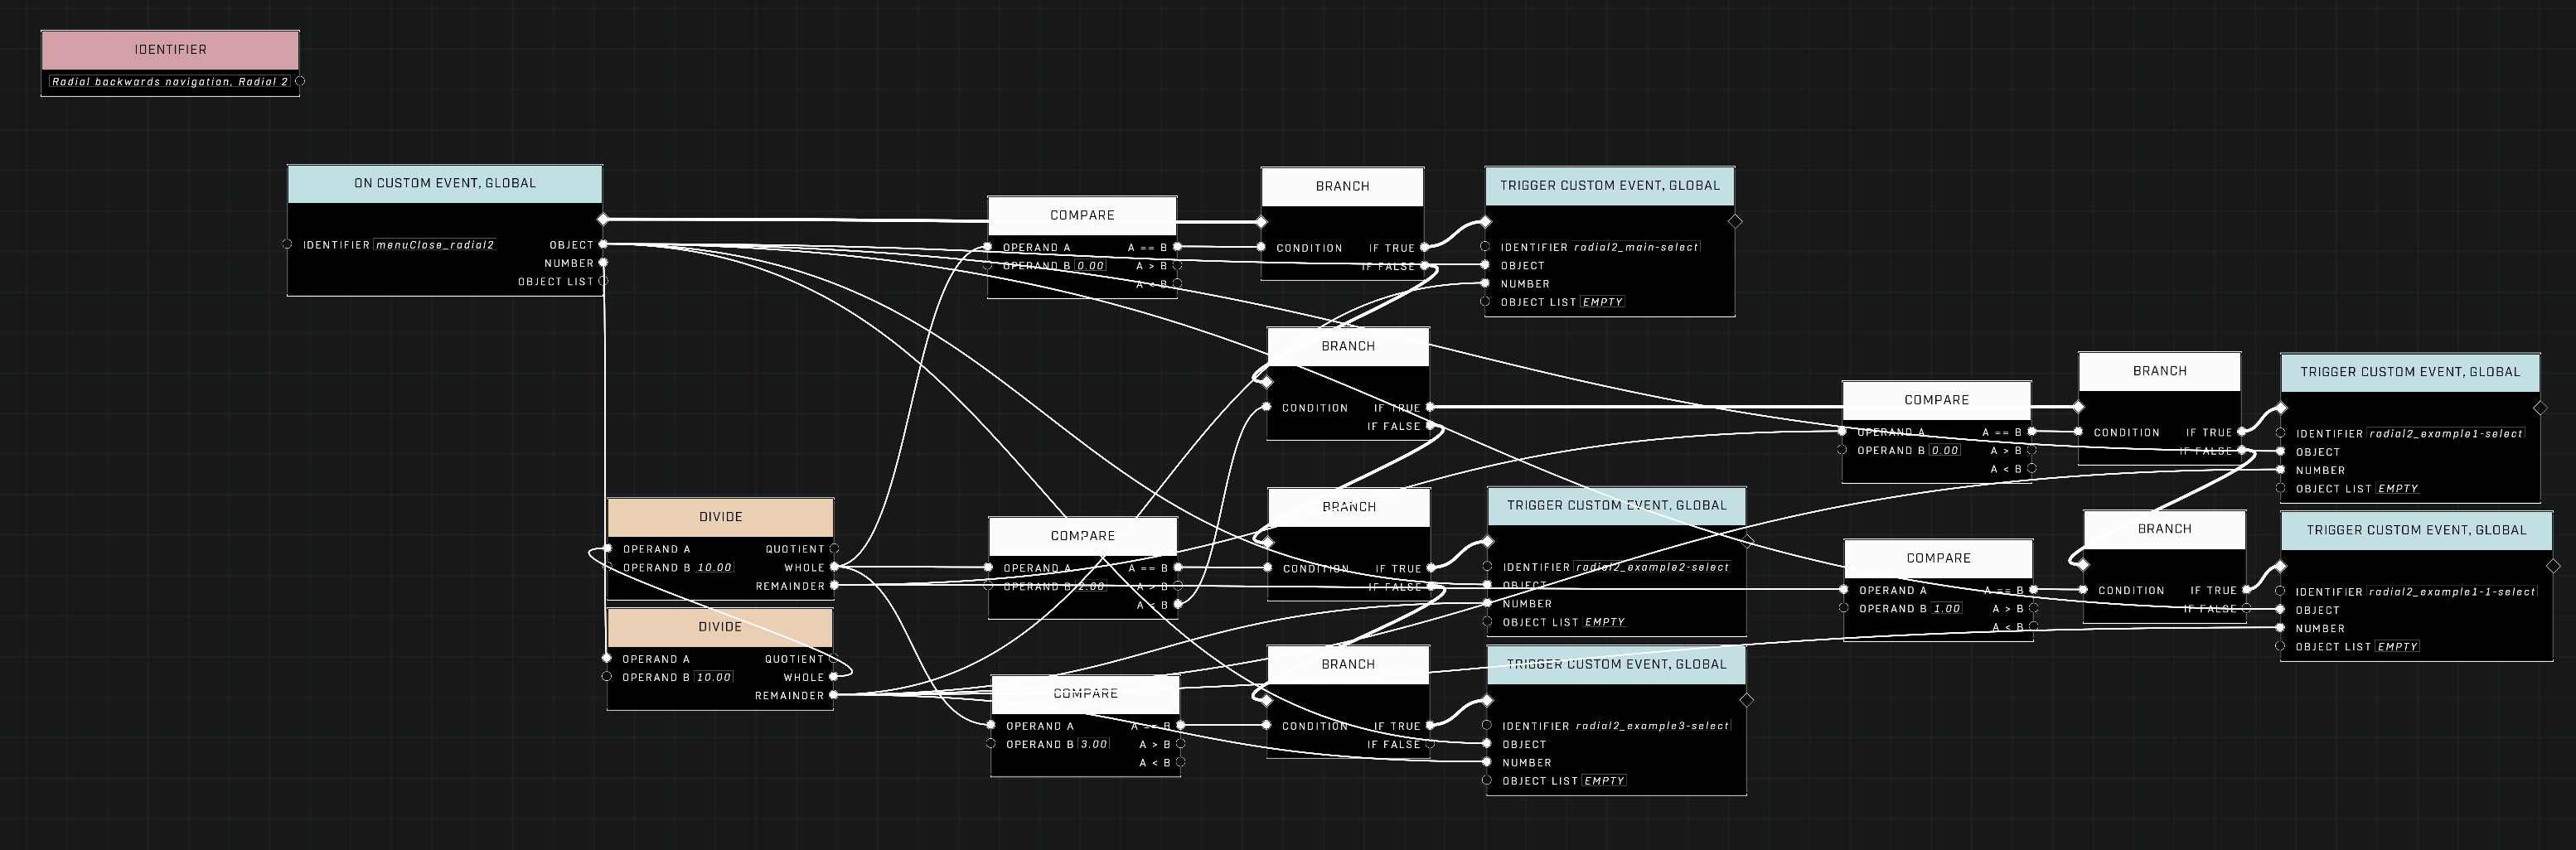 IDENTIFIER
Radial backwards navigation, Radial 2
ON CUSTOM EVENT, GLOBAL
IDENTIFIER menuClose_radial2 OBJECT
NUMBER
OBJECT LIST
DIVIDE
OPERAND A QUOTIENT
OPERAND B 10.00 WHOLE
REMAINDER
DIVIDE
OPERAND A QUOTIENT
OPERAND B 10.00 WHOLE
REMAINDER
COMPARE
OPERAND A A == B
OPERAND B 0.00 A > B
A < B
BRANCH
CONDITION IF TRUE
IF FALSE
TRIGGER CUSTOM EVENT, GLOBAL
IDENTIFIER radial2_main-select
OBJECT
NUMBER
OBJECT LIST EMPTY
BRANCH
CONDITION IF TRUE
IF FALSE
COMPARE
OPERAND A A == B
OPERAND B 2.00 A > B
A < B
BRANCH
CONDITION IF TRUE
IF FALSE
TRIGGER CUSTOM EVENT, GLOBAL
IDENTIFIER radial2_example2-select
OBJECT
NUMBER
OBJECT LIST EMPTY
COMPARE
OPERAND A A == B
OPERAND B 3.00 A > B
A < B
BRANCH
CONDITION IF TRUE
IF FALSE
TRIGGER CUSTOM EVENT, GLOBAL
IDENTIFIER radial2_example3-select
OBJECT
NUMBER
OBJECT LIST EMPTY
COMPARE
OPERAND A A == B
OPERAND B 0.00 A > B
A < B
BRANCH
CONDITION IF TRUE
IF FALSE
TRIGGER CUSTOM EVENT, GLOBAL
IDENTIFIER radial2_example1-select
OBJECT
NUMBER
OBJECT LIST EMPTY
COMPARE
OPERAND A A == B
OPERAND B 1.00 A > B
A < B
BRANCH
CONDITION IF TRUE
IF FALSE
TRIGGER CUSTOM EVENT, GLOBAL
IDENTIFIER radial2_example1-1-select
OBJECT
NUMBER
OBJECT LIST EMPTY